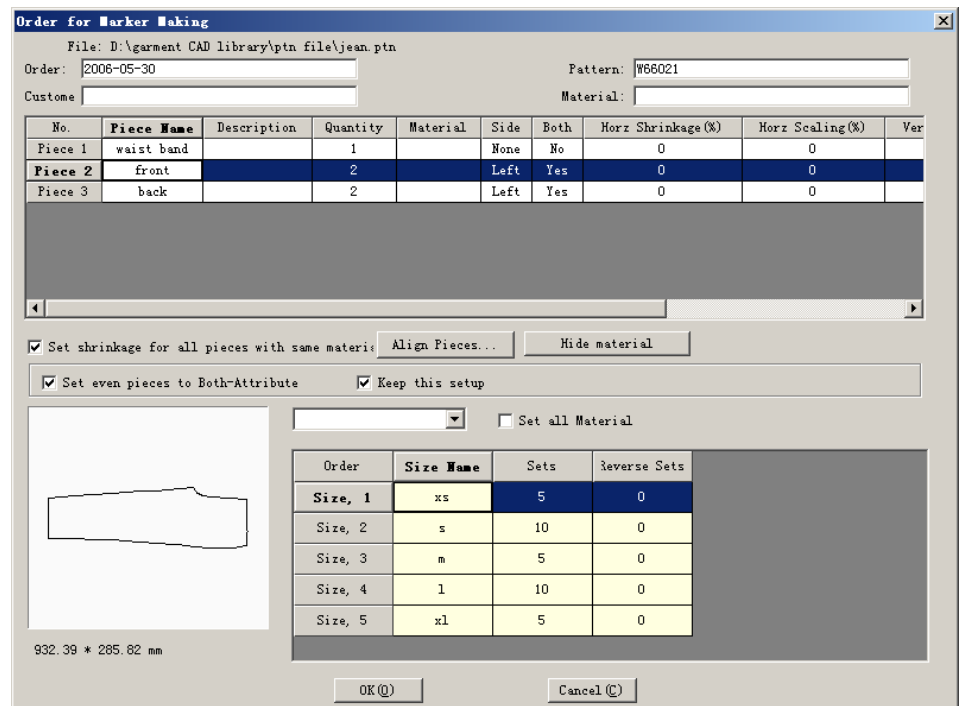 Order for Marker Making
File: D:\garment CAD library\ptn file\jean.ptn
Order: 2006-05-30 Pattern: W66021
Custome Material:
No. Piece Name Description Quantity Material Side Both Horz Shrinkage(%) Horz Scaling(%) Ver
Piece 1 waist band 1 None No 0 0
Piece 2 front 2 Left Yes 0 0
Piece 3 back 2 Left Yes 0 0
Set shrinkage for all pieces with same materia Align Pieces... Hide material
Set even pieces to Both-Attribute Keep this setup
Set all Material
Order Size Name Sets Reverse Sets
Size, 1 xs 5 0
Size, 2 s 10 0
Size, 3 m 5 0
Size, 4 l 10 0
Size, 5 xl 5 0
932.39 * 285.82 mm
OK(O) Cancel(C)